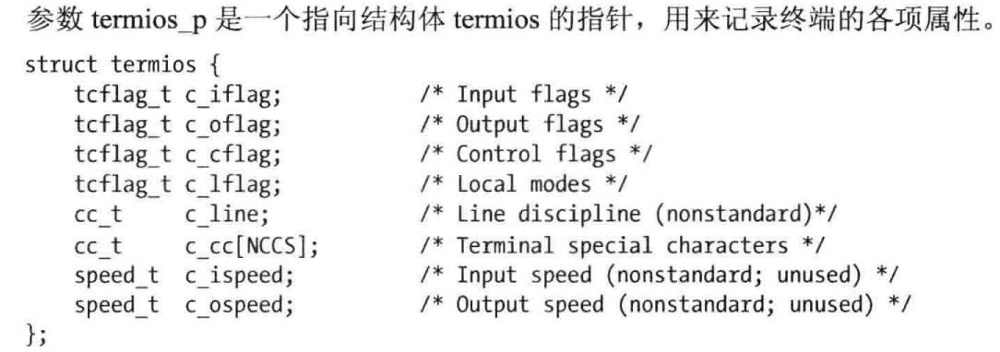 参数 termios_p 是一个指向结构体 termios 的指针，用来记录终端的各项属性。
struct termios {
    tcflag_t c_iflag;            /* Input flags */
    tcflag_t c_oflag;            /* Output flags */
    tcflag_t c_cflag;            /* Control flags */
    tcflag_t c_lflag;            /* Local modes */
    cc_t     c_line;             /* Line discipline (nonstandard)*/
    cc_t     c_cc[NCCS];         /* Terminal special characters */
    speed_t  c_ispeed;           /* Input speed (nonstandard; unused) */
    speed_t  c_ospeed;           /* Output speed (nonstandard; unused) */
};